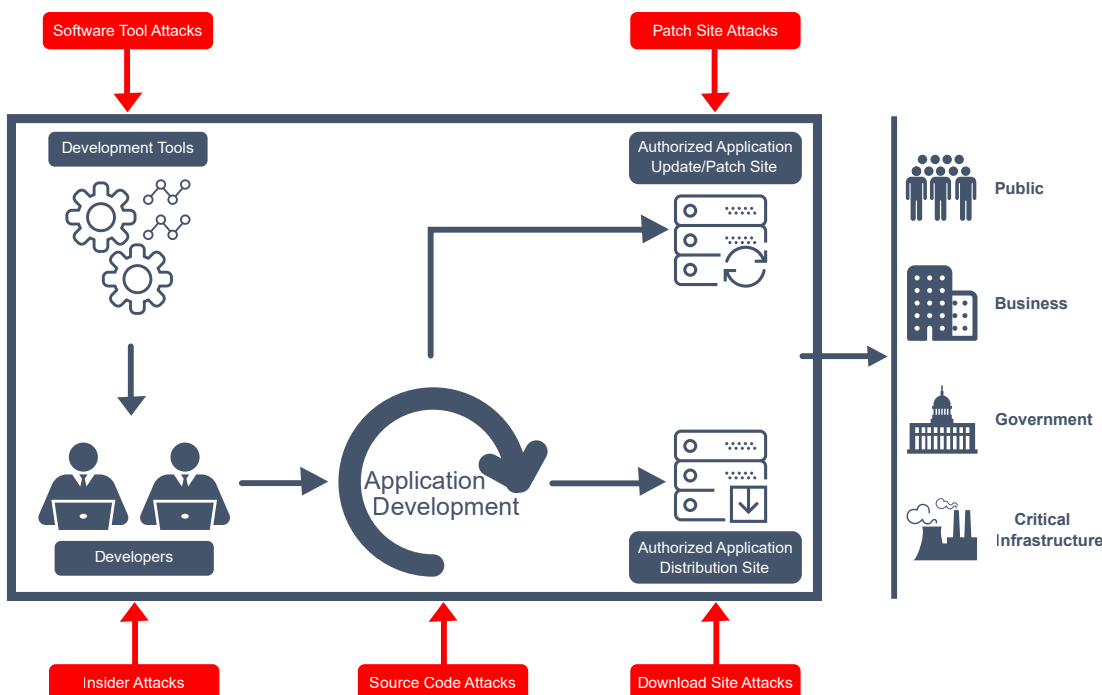 Software Tool Attacks
Patch Site Attacks
Development Tools
Authorized Application
Update/Patch Site
Public
Business
Government
Critical
Infrastructure
Application
Development
Developers
Authorized Application
Distribution Site
Insider Attacks
Source Code Attacks
Download Site Attacks